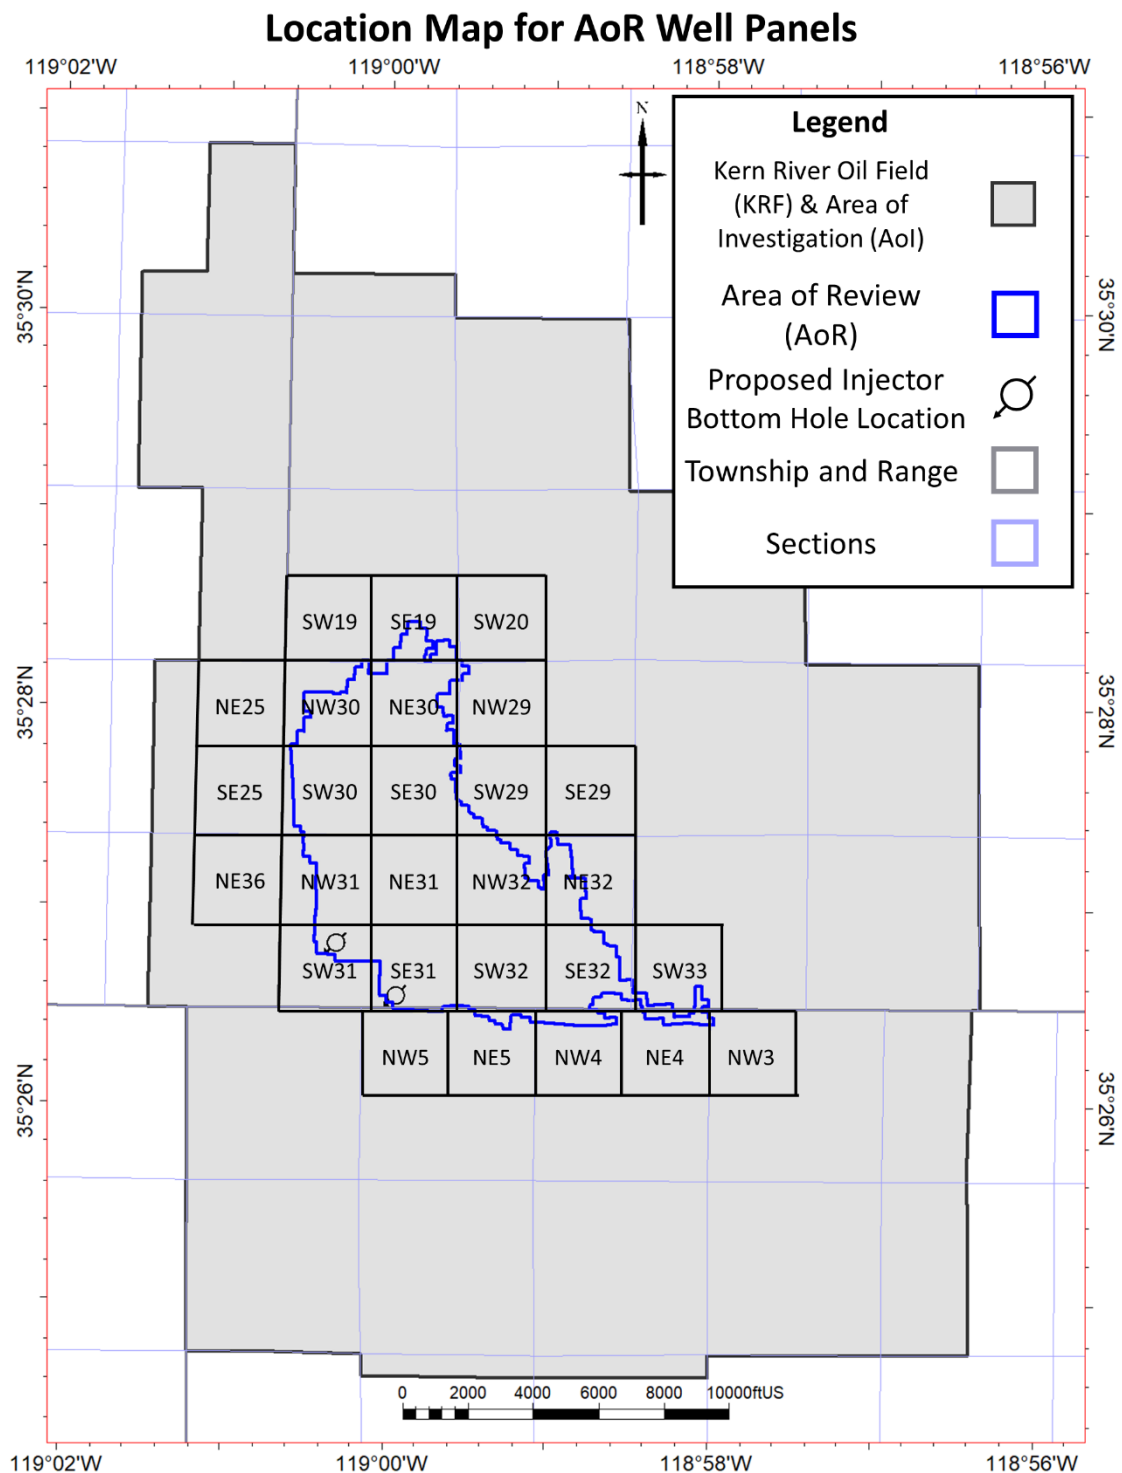 Location Map for AoR Well Panels
119°02'W 119°00'W 118°58'W 118°56'W
N
Legend
Kern River Oil Field
(KRF) & Area of
Investigation (AoI)
Area of Review
(AoR)
Proposed Injector
Bottom Hole Location
Township and Range
Sections
35°30'N 35°30'N
SW19 SE19 SW20
NE25 NW30 NE30 NW29
35°28'N 35°28'N
SE25 SW30 SE30 SW29 SE29
NE36 NW31 NE31 NW32 NE32
SW31 SE31 SW32 SE32 SW33
NW5 NE5 NW4 NE4 NW3
35°26'N 35°26'N
0 2000 4000 6000 8000 10000ftUS
119°02'W 119°00'W 118°58'W 118°56'W